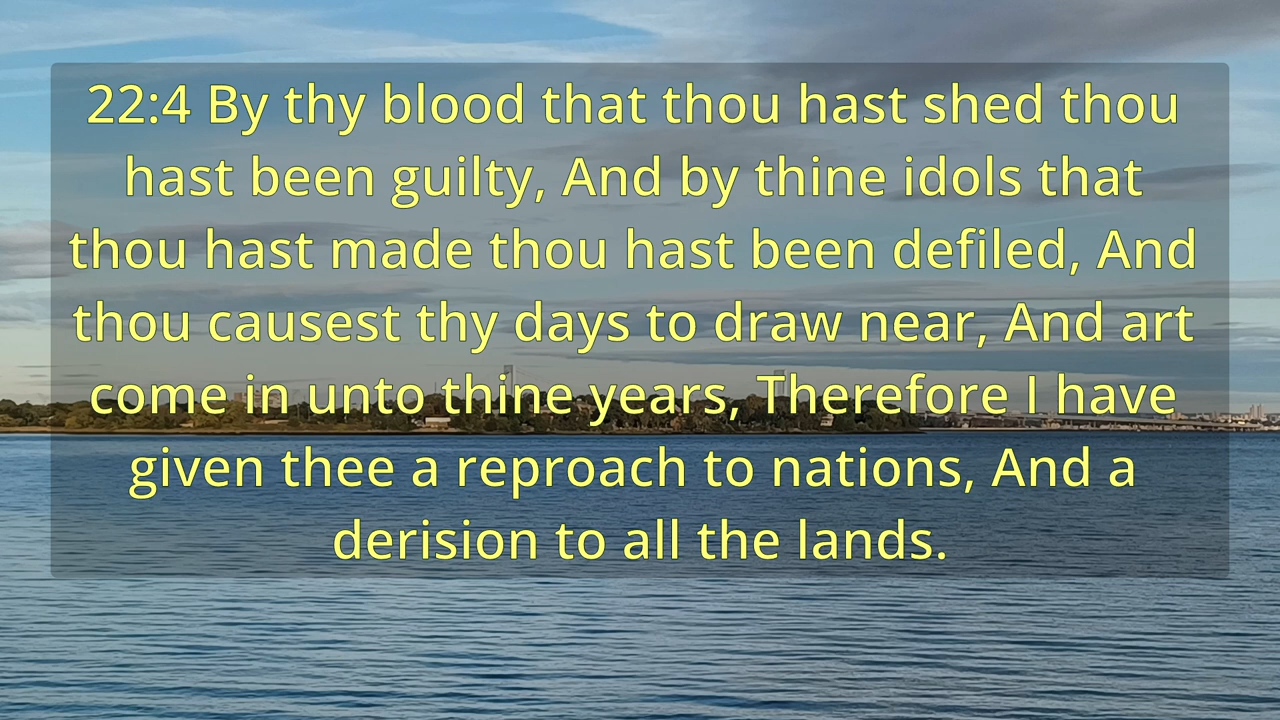 22:4 By thy blood that thou hast shed thou
hast been guilty, And by thine idols that
thou hast made thou hast been defiled, And
thou causest thy days to draw near, And art
come in unto thine years, Therefore I have
given thee a reproach to nations, And a
derision to all the lands.